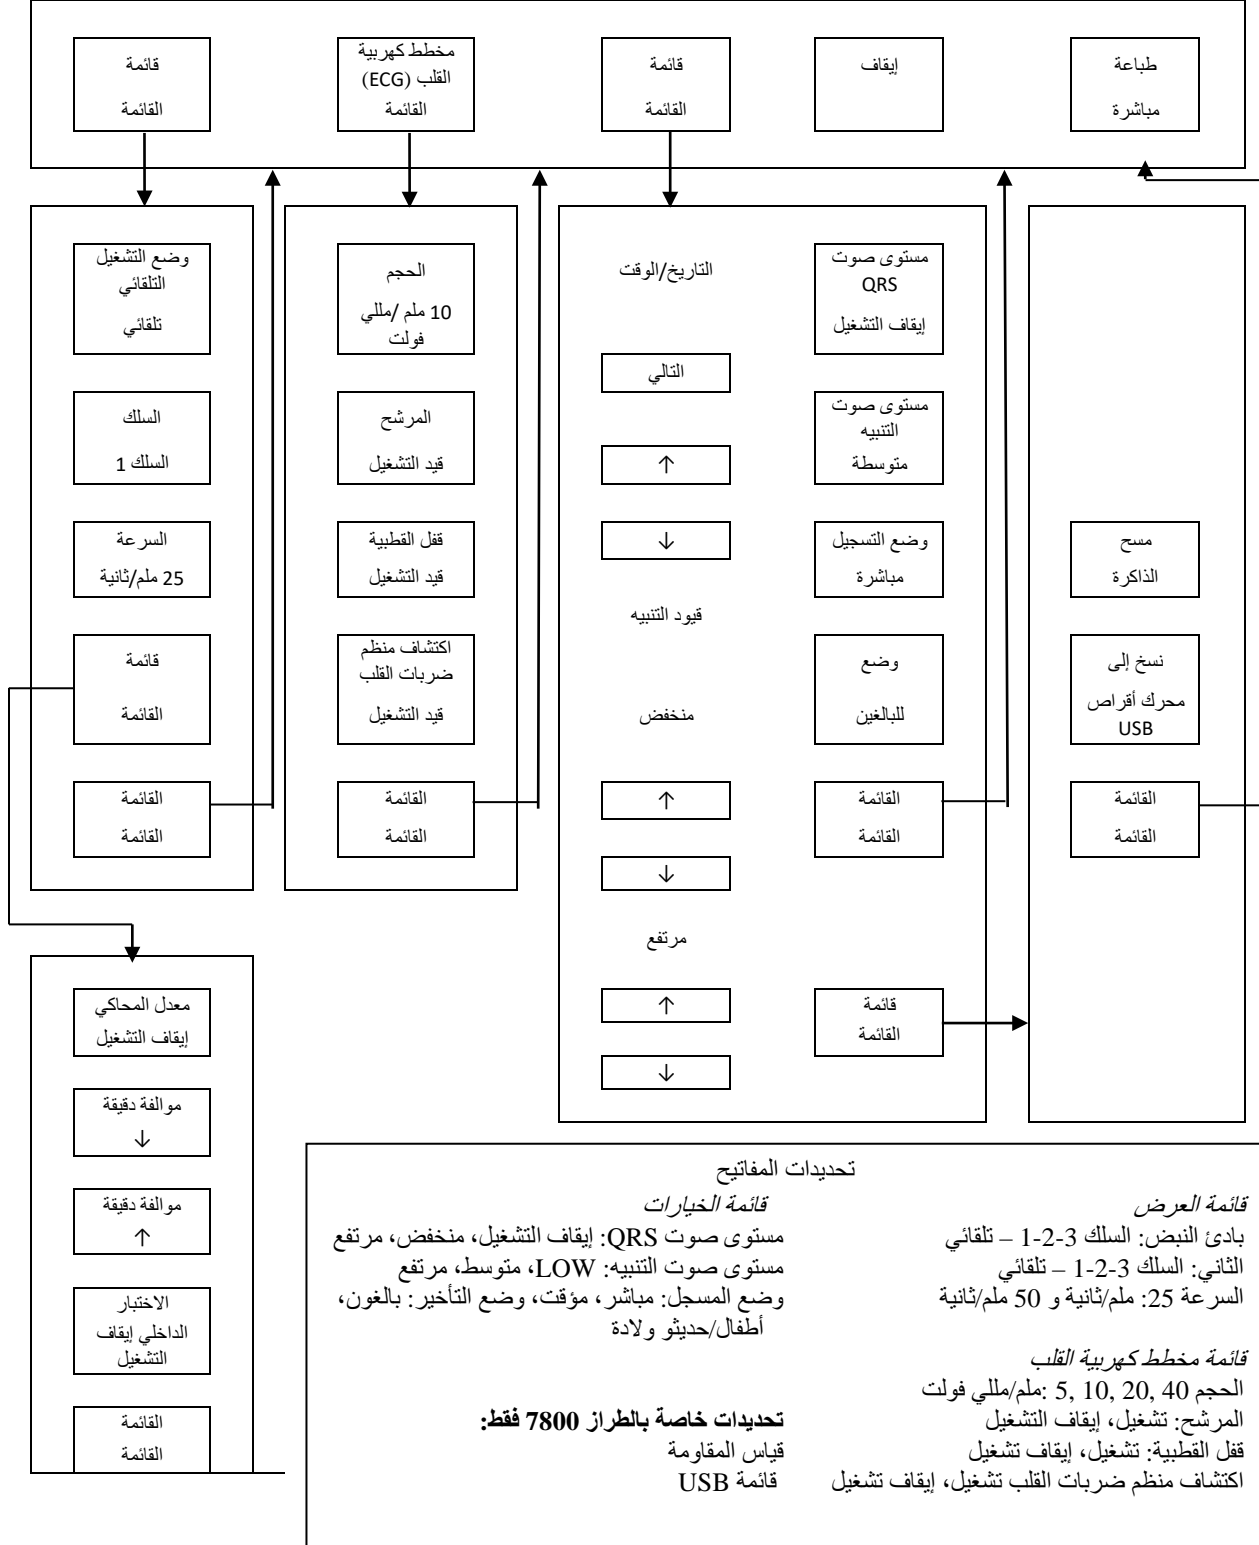 قائمة
القائمة
مخطط كهربية
القلب (ECG)
القائمة
قائمة
القائمة
إيقاف
طباعة
مباشرة
وضع التشغيل
التلقائي
تلقائي
السلك
السلك 1
السرعة
25 ملم/ثانية
قائمة
القائمة
القائمة
القائمة
الحجم
10 ملم /مللي
فولت
المرشح
قيد التشغيل
قفل القطبية
قيد التشغيل
اكتشاف منظم
ضربات القلب
قيد التشغيل
القائمة
القائمة
التاريخ/الوقت
التالي
↑
↓
قيود التنبيه
منخفض
↑
↓
مرتفع
↑
↓
مستوى صوت
QRS
إيقاف التشغيل
مستوى صوت
التنبيه
متوسطة
وضع التسجيل
مباشرة
وضع
للبالغين
القائمة
القائمة
قائمة
القائمة
مسح
الذاكرة
نسخ إلى
محرك أقراص
USB
القائمة
القائمة
معدل المحاكي
إيقاف التشغيل
موالفة دقيقة
↓
موالفة دقيقة
↑
الاختبار
الداخلي إيقاف
التشغيل
القائمة
القائمة
تحديدات المفاتيح
قائمة العرض
بادئ النبض: السلك 3-2-1 – تلقائي
الثاني: السلك 3-2-1 – تلقائي
السرعة 25: ملم/ثانية و 50 ملم/ثانية
قائمة مخطط كهربية القلب
الحجم 40 ,20 ,10 ,5 :ملم/مللي فولت
المرشح: تشغيل، إيقاف التشغيل
قفل القطبية: تشغيل، إيقاف تشغيل
اكتشاف منظم ضربات القلب تشغيل، إيقاف تشغيل
قائمة الخيارات
مستوى صوت QRS: إيقاف التشغيل، منخفض، مرتفع
مستوى صوت التنبيه: LOW، متوسط، مرتفع
وضع المسجل: مباشر، مؤقت، وضع التأخير: بالغون،
أطفال/حديثو ولادة
تحديدات خاصة بالطراز 7800 فقط:
قياس المقاومة
قائمة USB